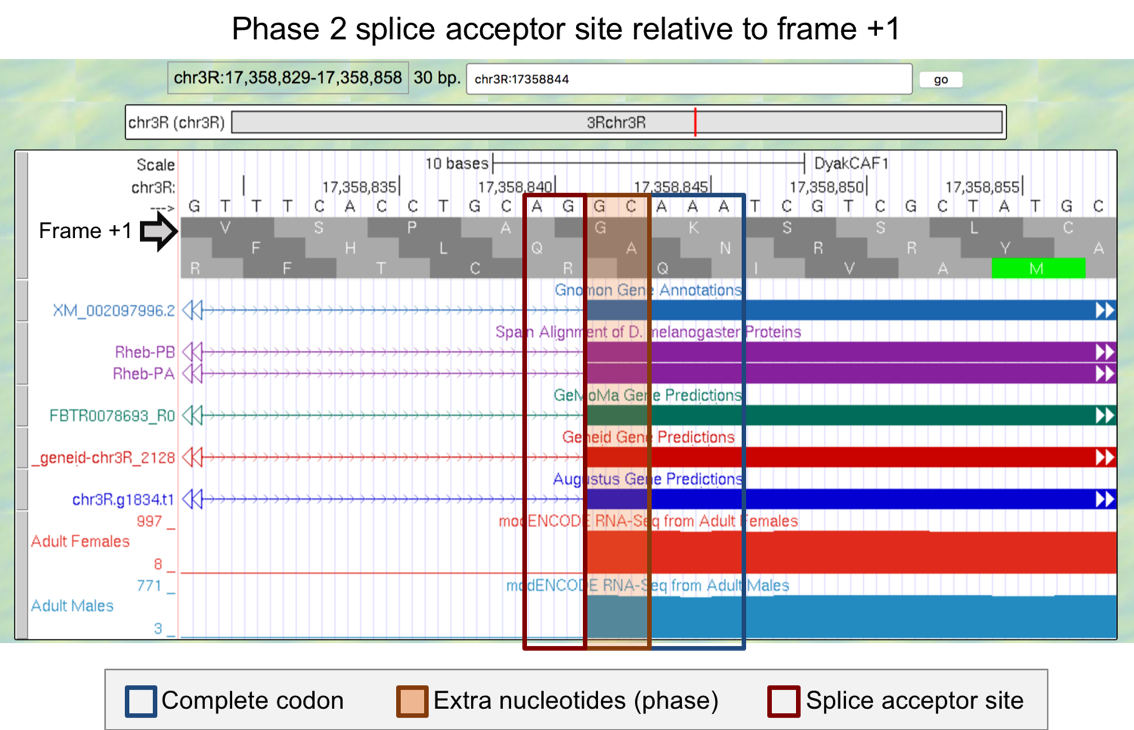 Phase 2 splice acceptor site relative to frame +1
chr3R:17,358,829-17,358,858 30 bp. chr3R:17358844 go
chr3R (chr3R) 3Rchr3R
Scale 10 bases DyakCAF1
chr3R: 17,358,835 17,358,840 17,358,845 17,358,850 17,358,855
---> G T T T C A C C T G C A G G C A A A T C G T C G C T A T G C
Frame +1 V S P A G K S S L C
F H L Q A N R R Y A
R F T C R Q I V A M
Gnomon Gene Annotations
XM_002097996.2
Spaln Alignment of D. melanogaster Proteins
Rheb-PB
Rheb-PA
GeMoMa Gene Predictions
FBTR0078693_R0
Geneid Gene Predictions
_geneid-chr3R_2128
Augustus Gene Predictions
chr3R.g1834.t1
997 _ modENCODE RNA-Seq from Adult Females
Adult Females
8 _
771 _ modENCODE RNA-Seq from Adult Males
Adult Males
3 _
Complete codon Extra nucleotides (phase) Splice acceptor site